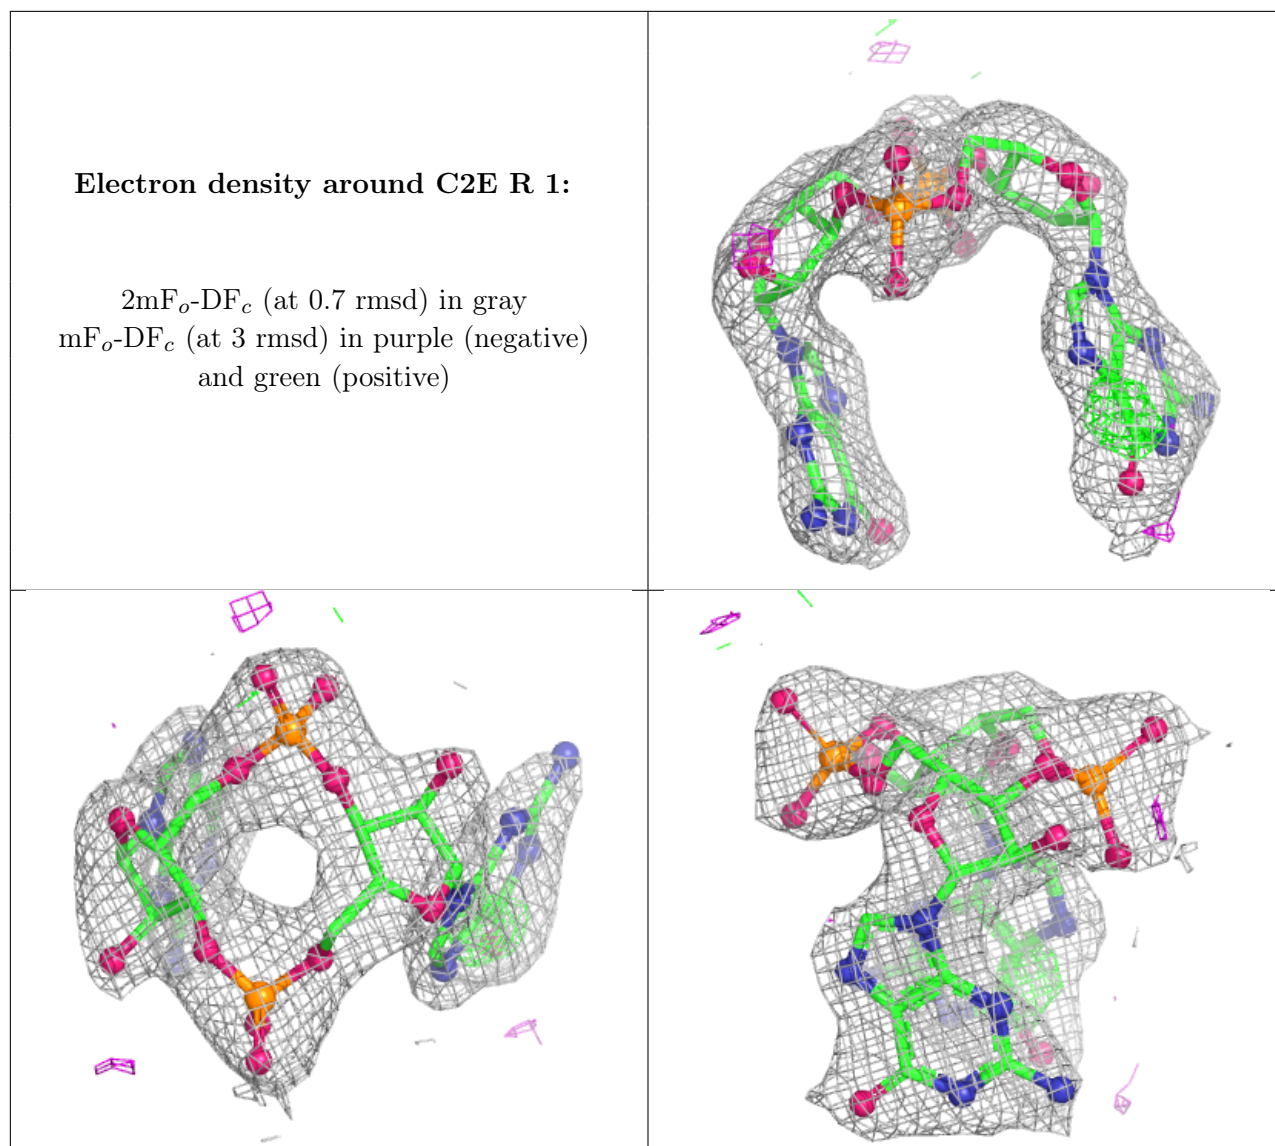 Electron density around C2E R 1:
2mFo-DFc (at 0.7 rmsd) in gray
mFo-DFc (at 3 rmsd) in purple (negative)
and green (positive)